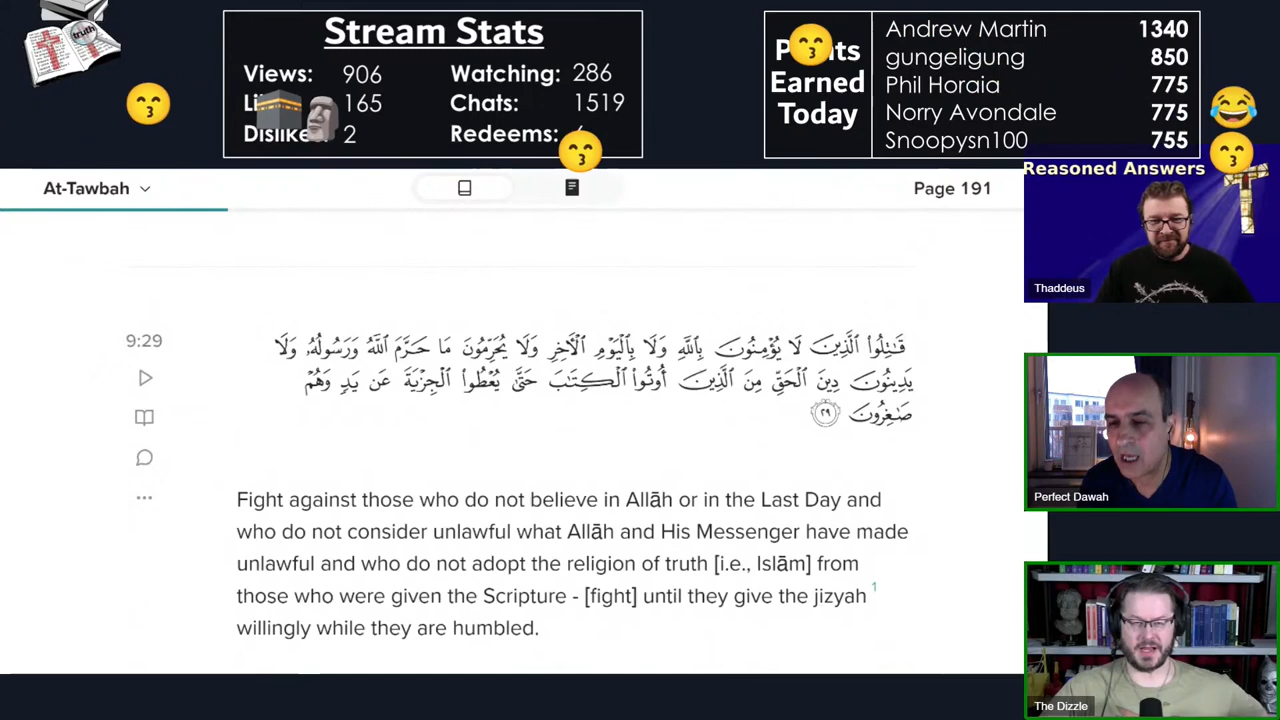 truth
Stream Stats
Views: 906
Watching: 286
165
Chats: 1519
Dislike 2
Redeems:
Earned
Today
Andrew Martin 1340
gungeligung 850
Phil Horaia 775
Norry Avondale 775
Snoopysn100 755
At-Tawbah
Page 191
Reasoned Answers
Thaddeus
9:29
قَـٰتِلُوا۟ ٱلَّذِينَ لَا يُؤْمِنُونَ بِٱللَّهِ وَلَا بِٱلْيَوْمِ ٱلْـَٔاخِرِ وَلَا يُحَرِّمُونَ مَا حَرَّمَ ٱللَّهُ وَرَسُولُهُۥ وَلَا
يَدِينُونَ دِينَ ٱلْحَقِّ مِنَ ٱلَّذِينَ أُوتُوا۟ ٱلْكِتَـٰبَ حَتَّىٰ يُعْطُوا۟ ٱلْجِزْيَةَ عَن يَدٍ وَهُمْ
صَـٰغِرُونَ ٢٩
Fight against those who do not believe in Allāh or in the Last Day and
who do not consider unlawful what Allāh and His Messenger have made
unlawful and who do not adopt the religion of truth [i.e., Islām] from
those who were given the Scripture - [fight] until they give the jizyah 1
willingly while they are humbled.
Perfect Dawah
The Dizzle